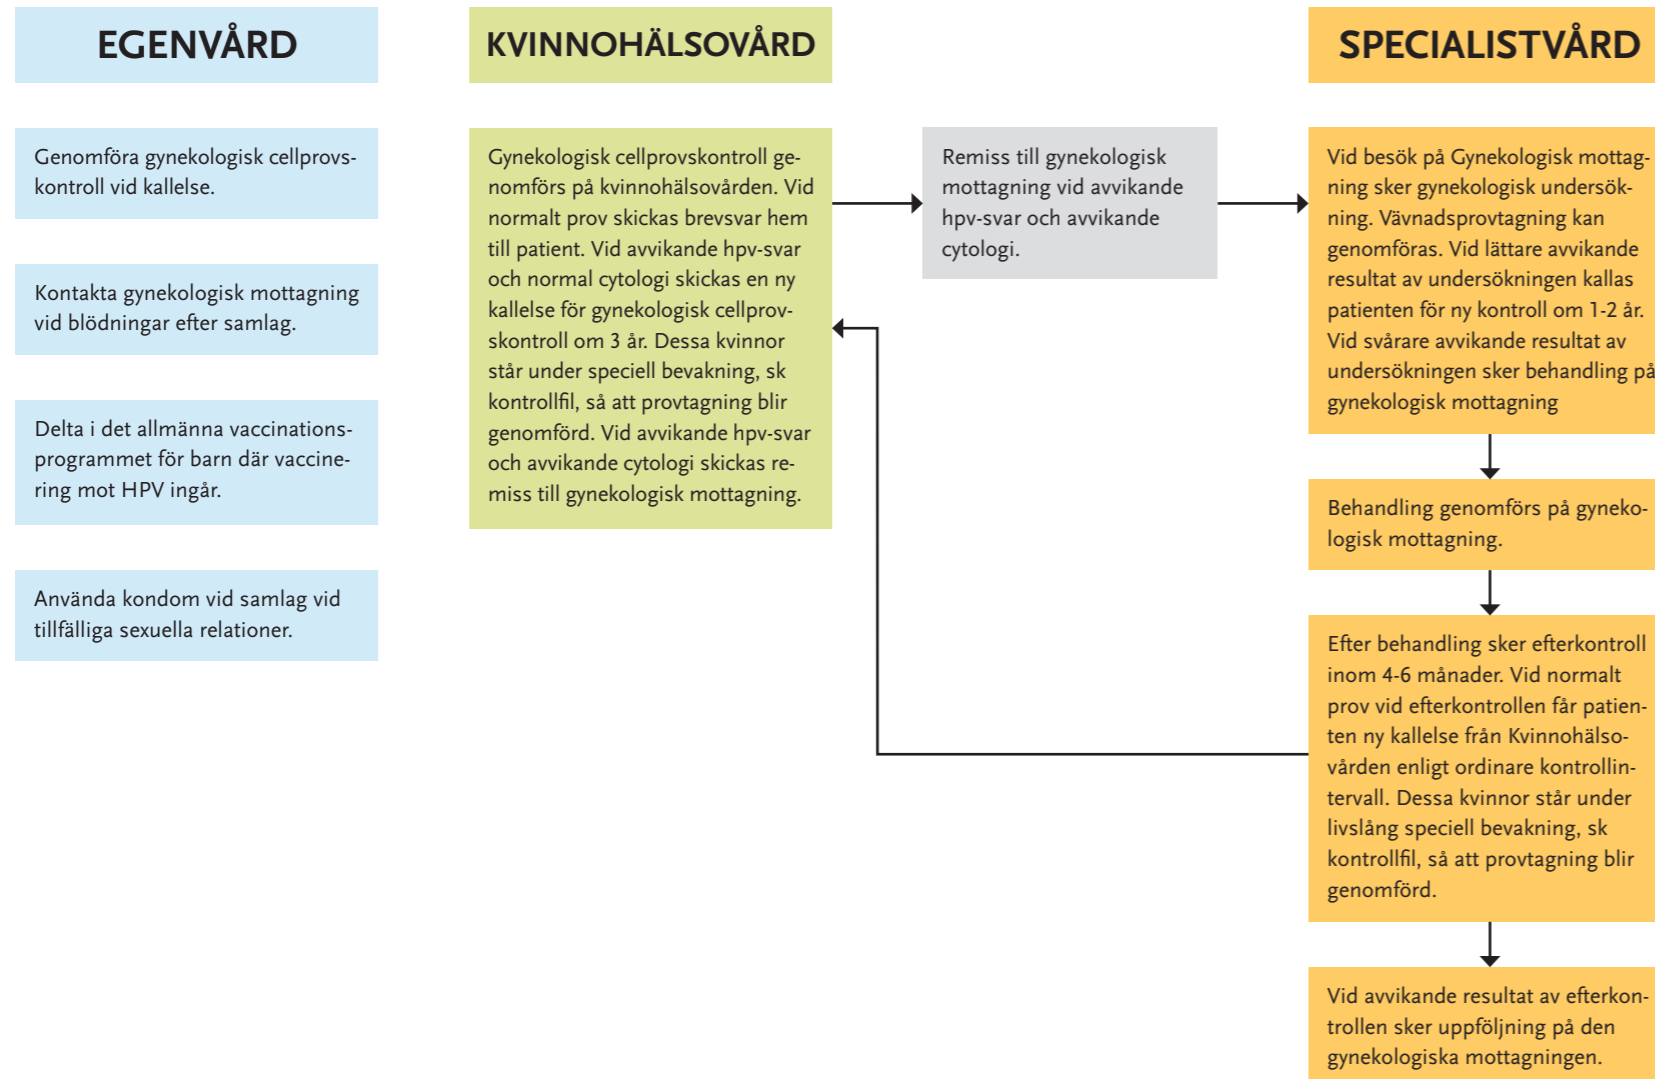 EGENVÅRD
Genomföra gynekologisk cellprovs-
kontroll vid kallelse.
Kontakta gynekologisk mottagning
vid blödningar efter samlag.
Delta i det allmänna vaccinations-
programmet för barn där vaccine-
ring mot HPV ingår.
Använda kondom vid samlag vid
tillfälliga sexuella relationer.
KVINNOHÄLSOVÅRD
Gynekologisk cellprovskontroll ge-
nomförs på kvinnohälsovården. Vid
normalt prov skickas brevsvar hem
till patient. Vid avvikande hpv-svar
och normal cytologi skickas en ny
kallelse för gynekologisk cellprov-
skontroll om 3 år. Dessa kvinnor
står under speciell bevakning, sk
kontrollfil, så att provtagning blir
genomförd. Vid avvikande hpv-svar
och avvikande cytologi skickas re-
miss till gynekologisk mottagning.
Remiss till gynekologisk
mottagning vid avvikande
hpv-svar och avvikande
cytologi.
SPECIALISTVÅRD
Vid besök på Gynekologisk mottag-
ning sker gynekologisk undersök-
ning. Vävnadsprovtagning kan
genomföras. Vid lättare avvikande
resultat av undersökningen kallas
patienten för ny kontroll om 1-2 år.
Vid svårare avvikande resultat av
undersökningen sker behandling på
gynekologisk mottagning
Behandling genomförs på gyneko-
logisk mottagning.
Efter behandling sker efterkontroll
inom 4-6 månader. Vid normalt
prov vid efterkontrollen får patien-
ten ny kallelse från Kvinnohälso-
vården enligt ordinare kontrollin-
tervall. Dessa kvinnor står under
livslång speciell bevakning, sk
kontrollfil, så att provtagning blir
genomförd.
Vid avvikande resultat av efterkon-
trollen sker uppföljning på den
gynekologiska mottagningen.